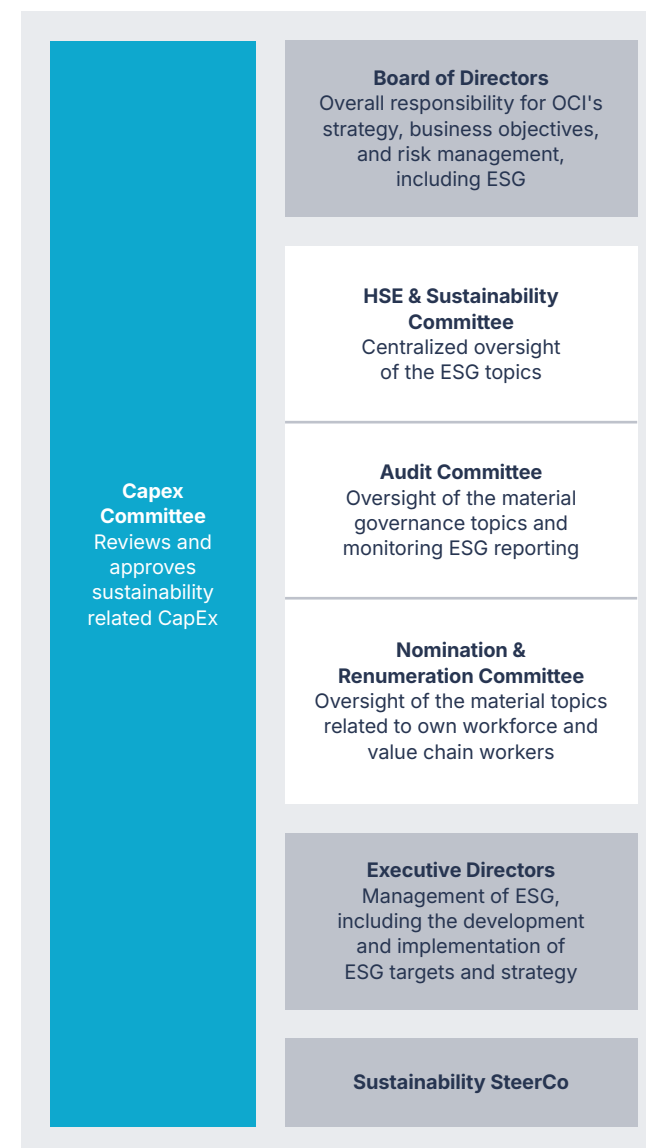 Capex
Committee
Reviews and
approves
sustainability
related CapEx
Board of Directors
Overall responsibility for OCI's
strategy, business objectives,
and risk management,
including ESG
HSE & Sustainability
Committee
Centralized oversight
of the ESG topics
Audit Committee
Oversight of the material
governance topics and
monitoring ESG reporting
Nomination &
Renumeration Committee
Oversight of the material topics
related to own workforce and
value chain workers
Executive Directors
Management of ESG,
including the development
and implementation of
ESG targets and strategy
Sustainability SteerCo